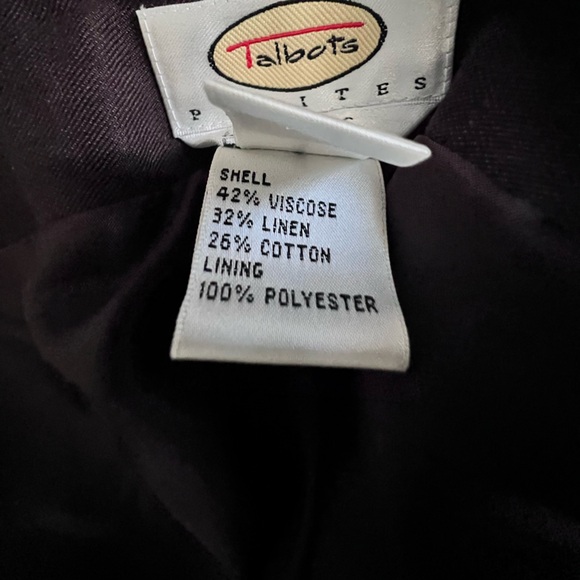 Talbots
P ITES
SHELL
42% VISCOSE
32% LINEN
26% COTTON
LINING
100% POLYESTER